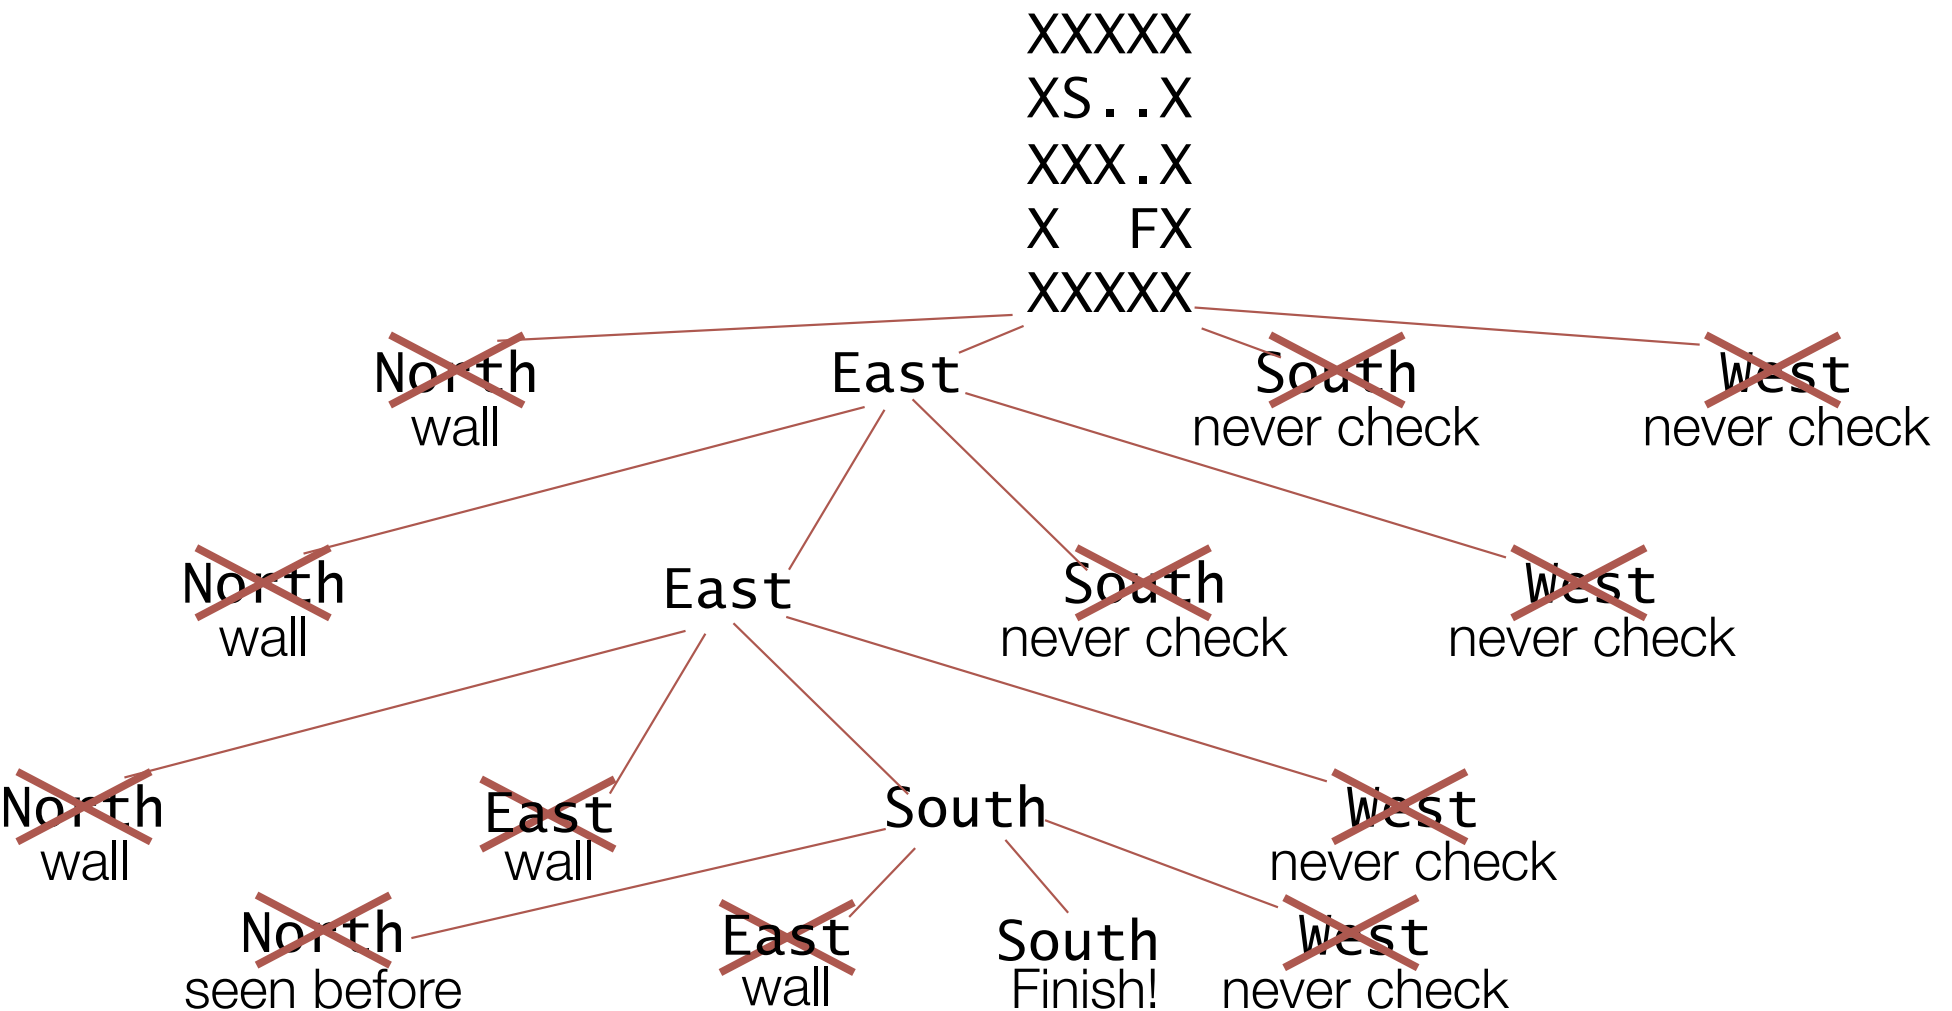 XXXXX
XS..X
XXX.X
X  FX
XXXXX
North East South West
wall never check never check
North East South West
wall never check never check
North East South West
wall wall never check
North East South West
seen before wall Finish! never check